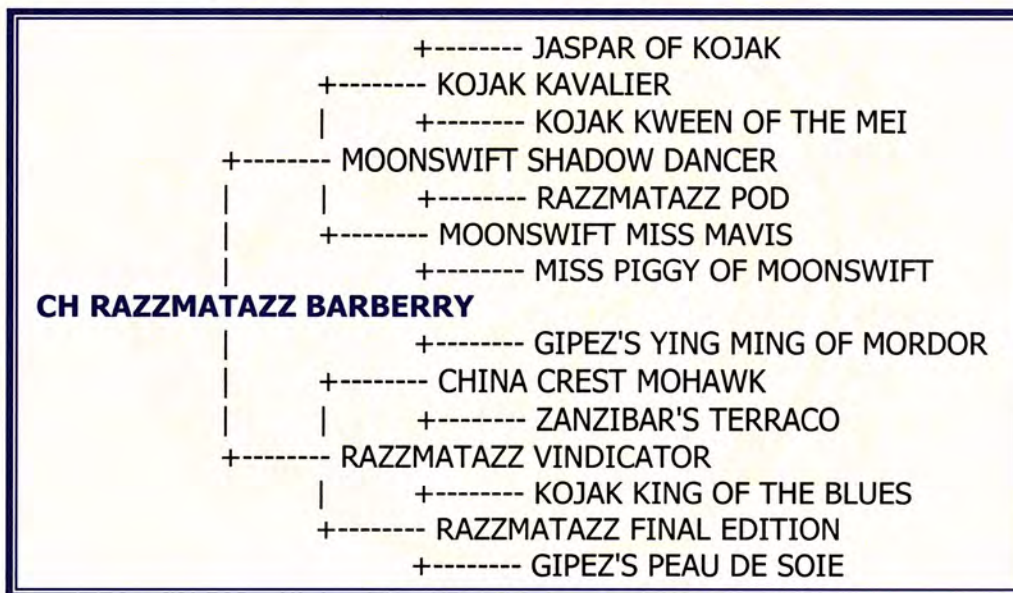 +-------- JASPAR OF KOJAK
+-------- KOJAK KAVALIER
| +-------- KOJAK KWEEN OF THE MEI
+-------- MOONSWIFT SHADOW DANCER
| | +-------- RAZZMATAZZ POD
| +-------- MOONSWIFT MISS MAVIS
| +-------- MISS PIGGY OF MOONSWIFT
CH RAZZMATAZZ BARBERRY
| +-------- GIPEZ'S YING MING OF MORDOR
| +-------- CHINA CREST MOHAWK
| | +-------- ZANZIBAR'S TERRACO
+-------- RAZZMATAZZ VINDICATOR
| +-------- KOJAK KING OF THE BLUES
+-------- RAZZMATAZZ FINAL EDITION
+-------- GIPEZ'S PEAU DE SOIE